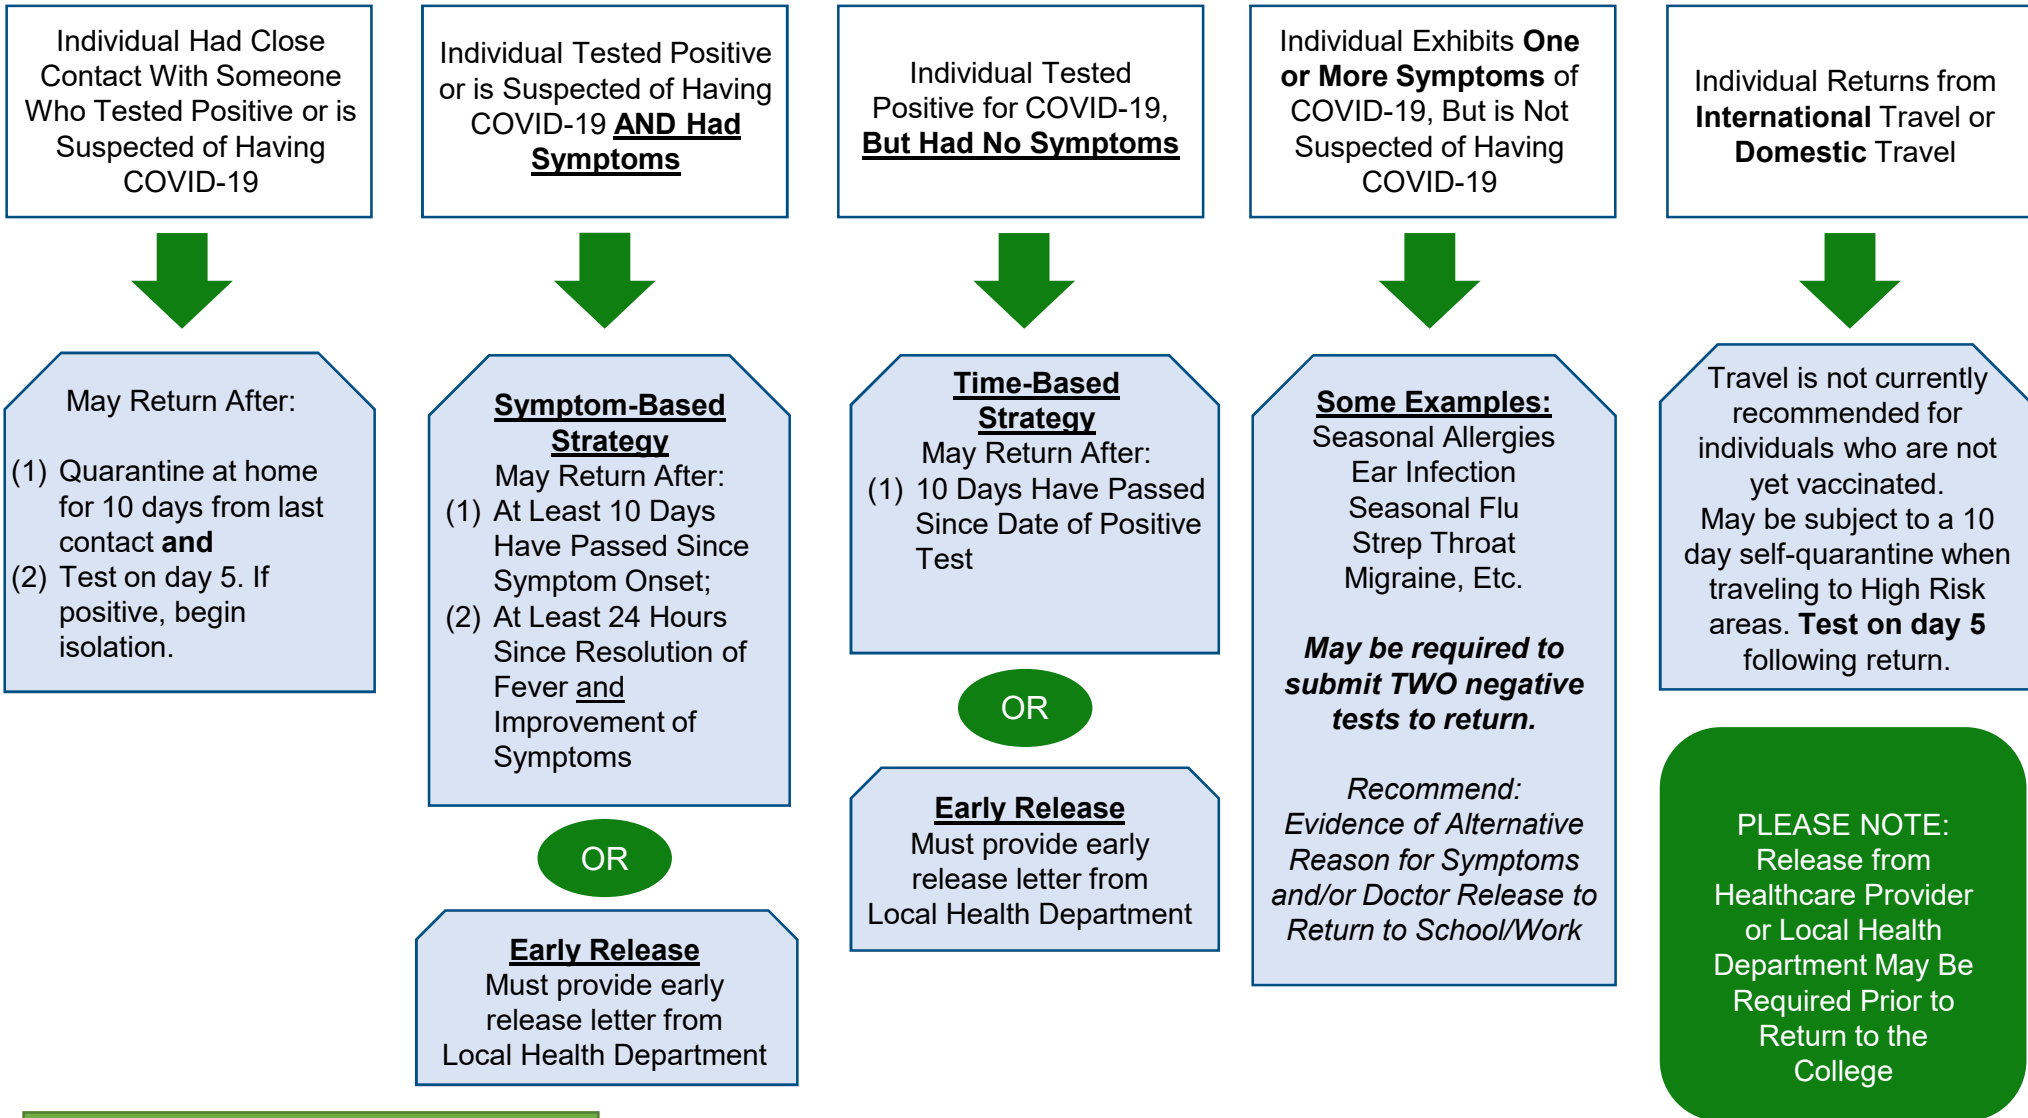 Individual Had Close
Contact With Someone
Who Tested Positive or is
Suspected of Having
COVID-19
May Return After:
(1) Quarantine at home
for 10 days from last
contact and
(2) Test on day 5. If
positive, begin
isolation.
Individual Tested Positive
or is Suspected of Having
COVID-19 AND Had
Symptoms
Symptom-Based
Strategy
May Return After:
(1) At Least 10 Days
Have Passed Since
Symptom Onset;
(2) At Least 24 Hours
Since Resolution of
Fever and
Improvement of
Symptoms
OR
Early Release
Must provide early
release letter from
Local Health Department
Individual Tested
Positive for COVID-19,
But Had No Symptoms
Time-Based
Strategy
May Return After:
(1) 10 Days Have Passed
Since Date of Positive
Test
OR
Early Release
Must provide early
release letter from
Local Health Department
Individual Exhibits One
or More Symptoms of
COVID-19, But is Not
Suspected of Having
COVID-19
Some Examples:
Seasonal Allergies
Ear Infection
Seasonal Flu
Strep Throat
Migraine, Etc.
May be required to
submit TWO negative
tests to return.
Recommend:
Evidence of Alternative
Reason for Symptoms
and/or Doctor Release to
Return to School/Work
Individual Returns from
International Travel or
Domestic Travel
Travel is not currently
recommended for
individuals who are not
yet vaccinated.
May be subject to a 10
day self-quarantine when
traveling to High Risk
areas. Test on day 5
following return.
PLEASE NOTE:
Release from
Healthcare Provider
or Local Health
Department May Be
Required Prior to
Return to the
College